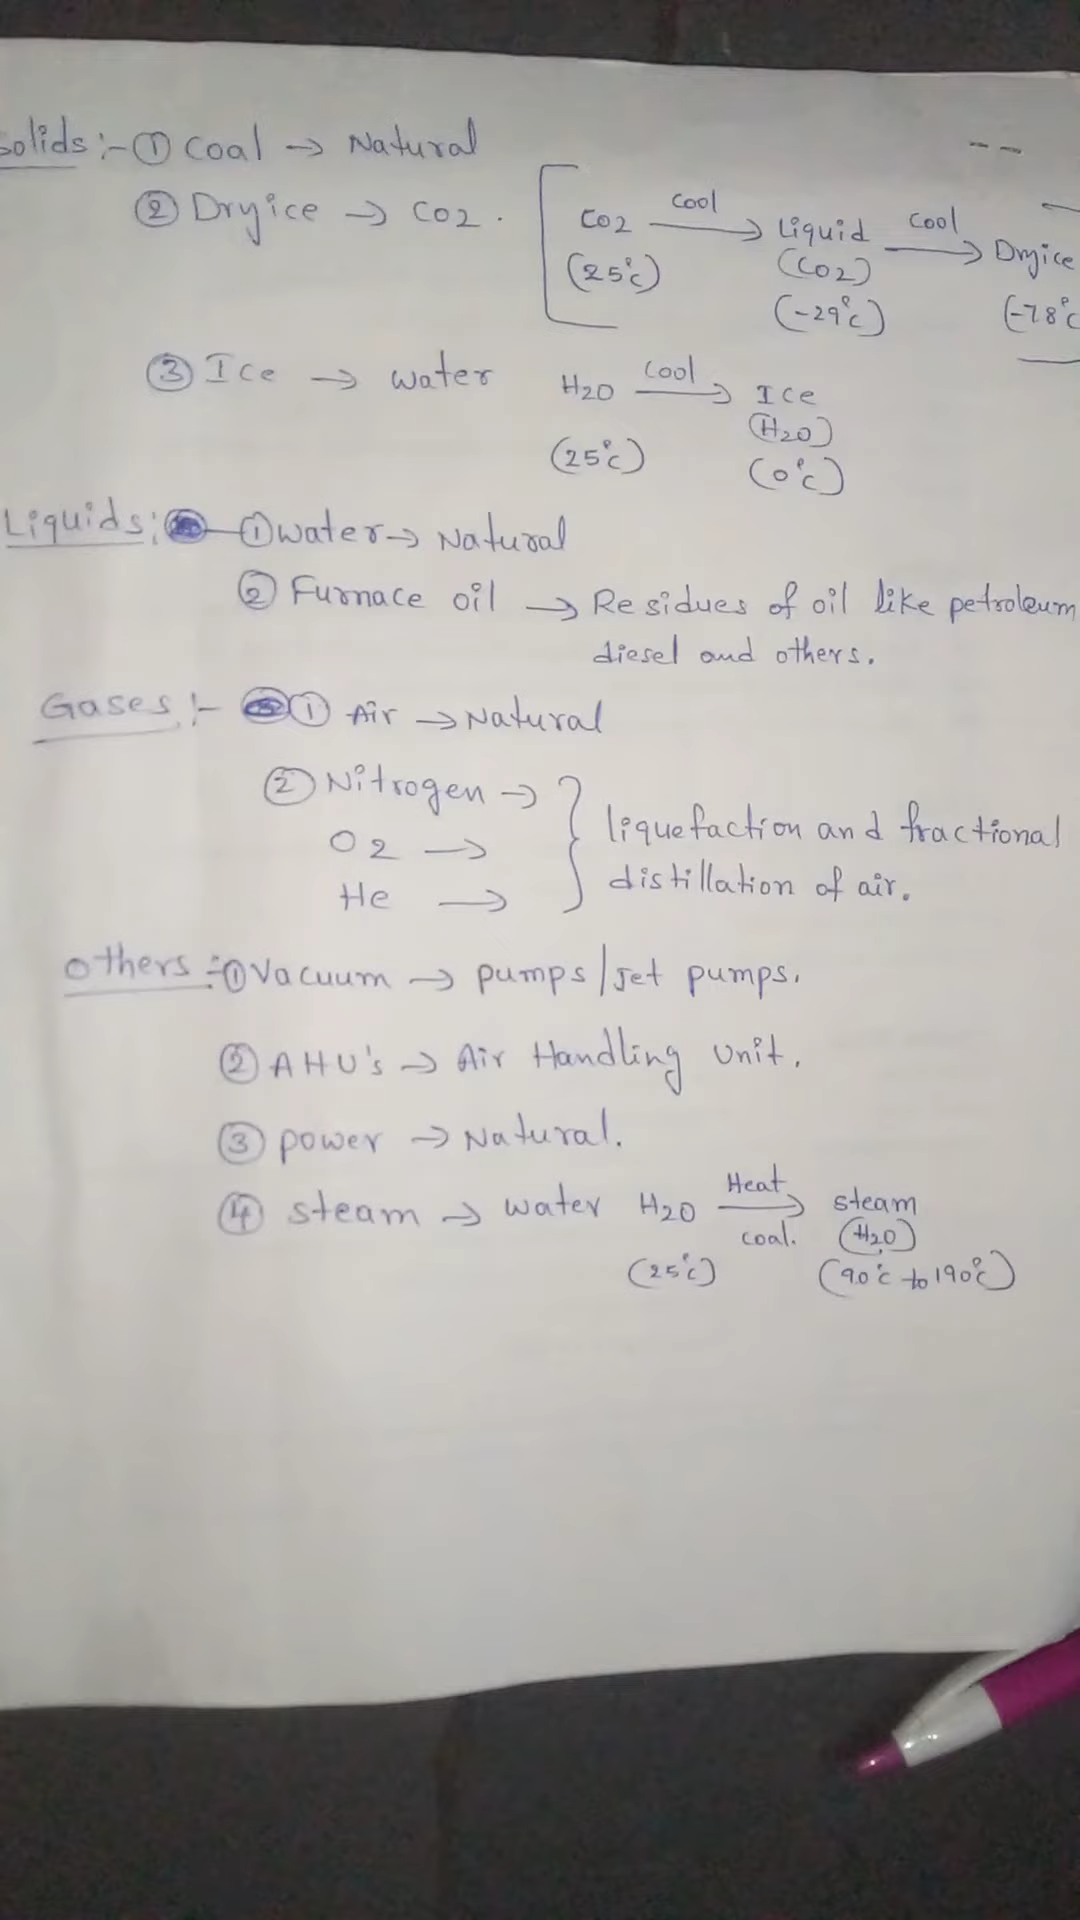 Solids :- ① Coal → Natural
② Dryice → CO2 . [ CO2 (25°C) —cool→ Liquid (CO2) (-29°C) —cool→ Dryice (-78°C
③ Ice → water H2O (25°C) —cool→ Ice (H2O) (0°C)
Liquids : ① Water → Natural
② Furnace oil → Residues of oil like petroleum
diesel and others.
Gases :- ① Air → Natural
② Nitrogen →
O2 →
He →
} liquefaction and fractional
distillation of air.
Others :- ① Vacuum → pumps/Jet pumps.
② AHU's → Air Handling Unit.
③ power → Natural.
④ steam → water H2O (25°C) —Heat coal.→ steam (H2O) (90°C to 190°C)